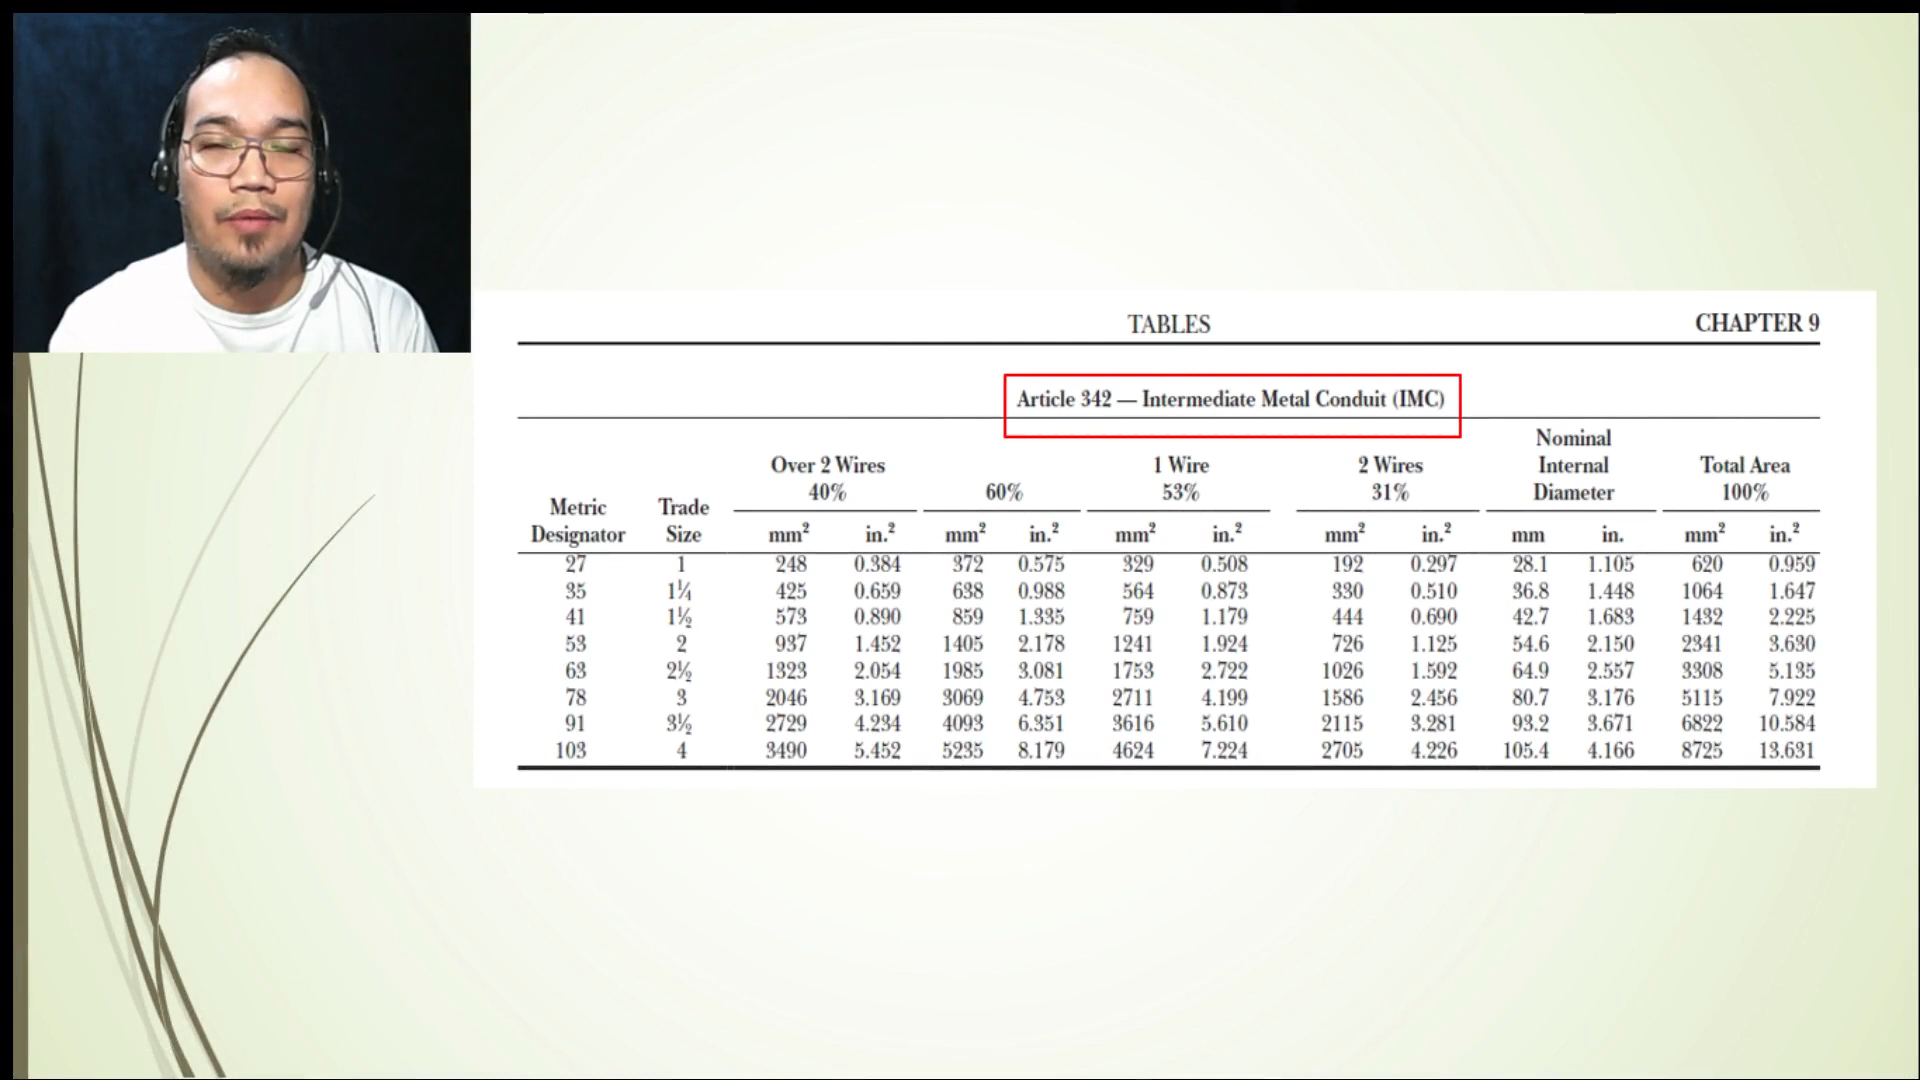 TABLES CHAPTER 9
Article 342 — Intermediate Metal Conduit (IMC)
Metric Designator Trade Size Over 2 Wires 40% 60% 1 Wire 53% 2 Wires 31% Nominal Internal Diameter Total Area 100%
mm² in.² mm² in.² mm² in.² mm² in.² mm in. mm² in.²
27 1 248 0.384 372 0.575 329 0.508 192 0.297 28.1 1.105 620 0.959
35 1¼ 425 0.659 638 0.988 564 0.873 330 0.510 36.8 1.448 1064 1.647
41 1½ 573 0.890 859 1.335 759 1.179 444 0.690 42.7 1.683 1432 2.225
53 2 937 1.452 1405 2.178 1241 1.924 726 1.125 54.6 2.150 2341 3.630
63 2½ 1323 2.054 1985 3.081 1753 2.722 1026 1.592 64.9 2.557 3308 5.135
78 3 2046 3.169 3069 4.753 2711 4.199 1586 2.456 80.7 3.176 5115 7.922
91 3½ 2729 4.234 4093 6.351 3616 5.610 2115 3.281 93.2 3.671 6822 10.584
103 4 3490 5.452 5235 8.179 4624 7.224 2705 4.226 105.4 4.166 8725 13.631